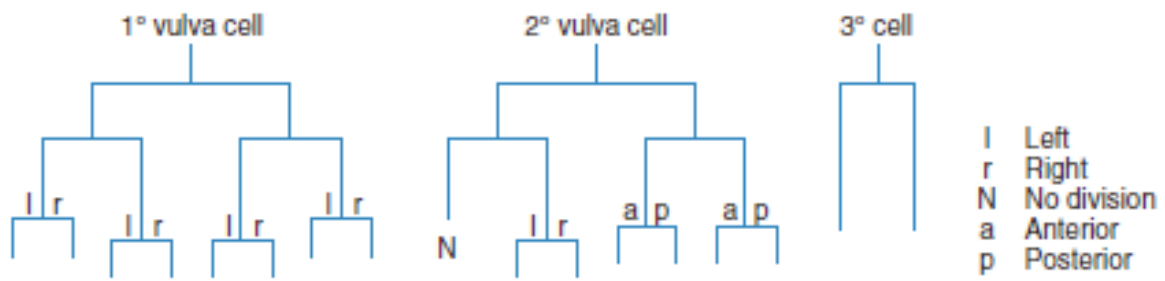 1° vulva cell
2° vulva cell
3° cell
l r
l r
l r
l r
N
l r
a p
a p
l Left
r Right
N No division
a Anterior
p Posterior